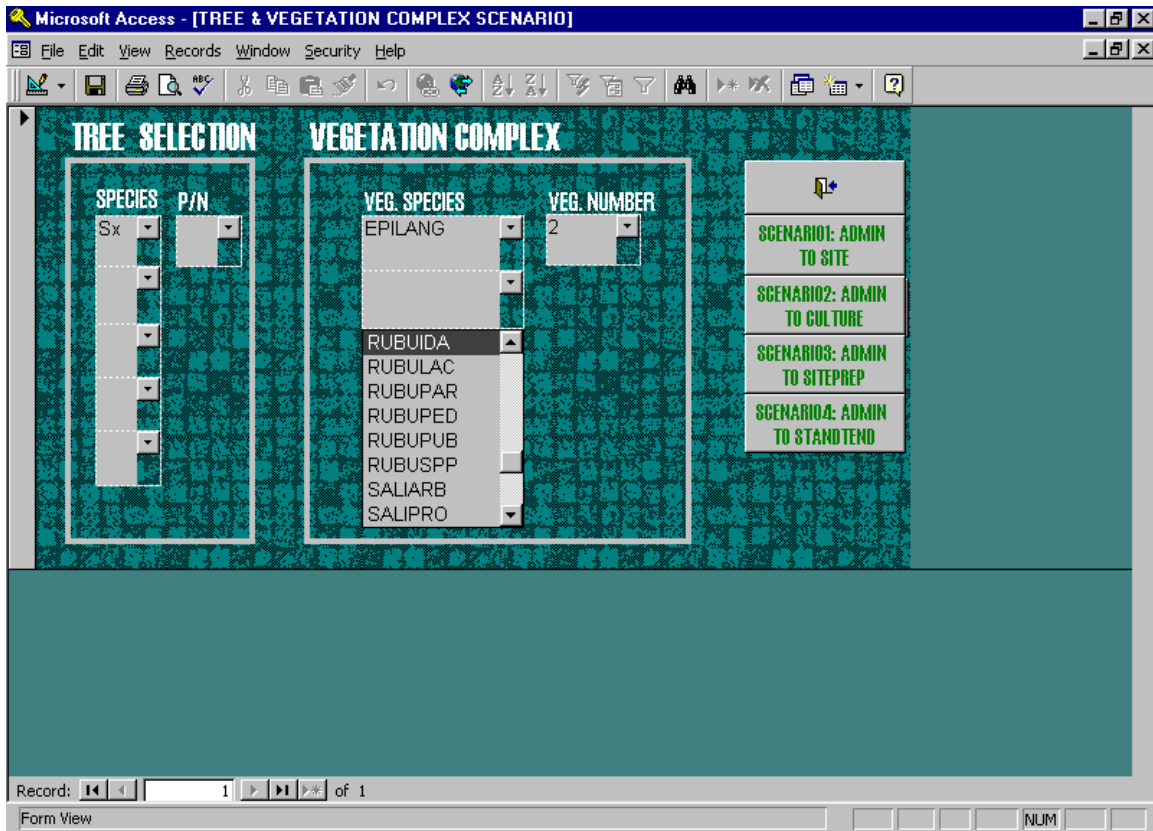 Microsoft Access - [TREE & VEGETATION COMPLEX SCENARIO]
File Edit View Records Window Security Help
ABC
TREE SELECTION
VEGETATION COMPLEX
SPECIES P/N
VEG. SPECIES
VEG. NUMBER
Sx
EPILANG
2
RUBUIDA
RUBULAC
RUBUPAR
RUBUPED
RUBUPUB
RUBUSPP
SALIARB
SALIPRO
SCENARIO1: ADMIN
TO SITE
SCENARIO2: ADMIN
TO CULTURE
SCENARIO3: ADMIN
TO SITEPREP
SCENARIO4: ADMIN
TO STANDTEND
Record: 1 of 1
Form View
NUM